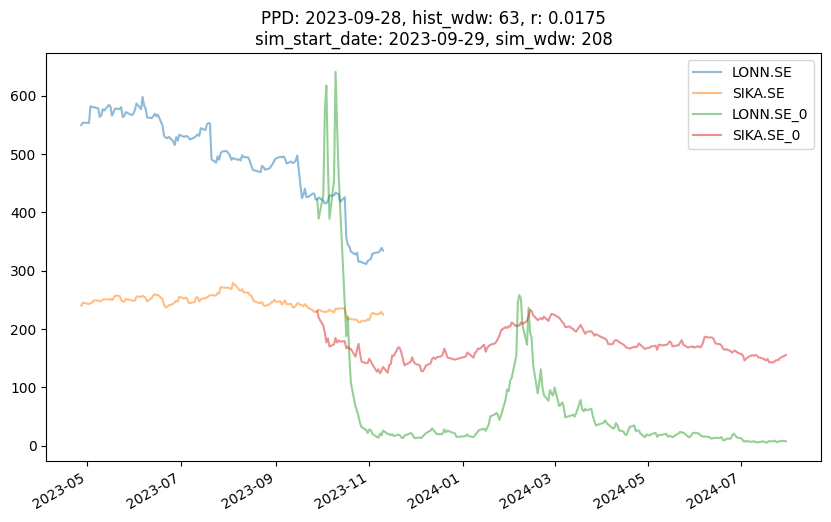 PPD: 2023-09-28, hist_wdw: 63, r: 0.0175
sim_start_date: 2023-09-29, sim_wdw: 208
LONN.SE
SIKA.SE
LONN.SE_0
SIKA.SE_0
600
500
400
300
200
100
0
2023-05
2023-07
2023-09
2023-11
2024-01
2024-03
2024-05
2024-07